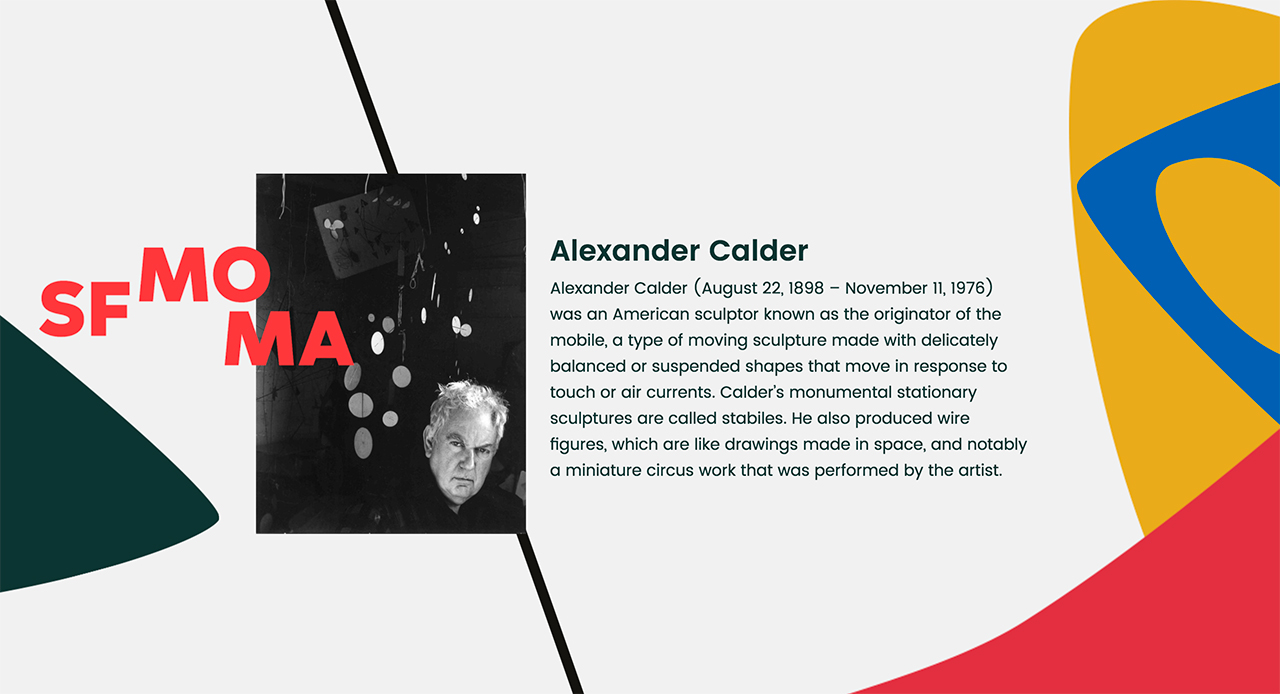 SFMOMA
Alexander Calder
Alexander Calder (August 22, 1898 – November 11, 1976)
was an American sculptor known as the originator of the
mobile, a type of moving sculpture made with delicately
balanced or suspended shapes that move in response to
touch or air currents. Calder's monumental stationary
sculptures are called stabiles. He also produced wire
figures, which are like drawings made in space, and notably
a miniature circus work that was performed by the artist.